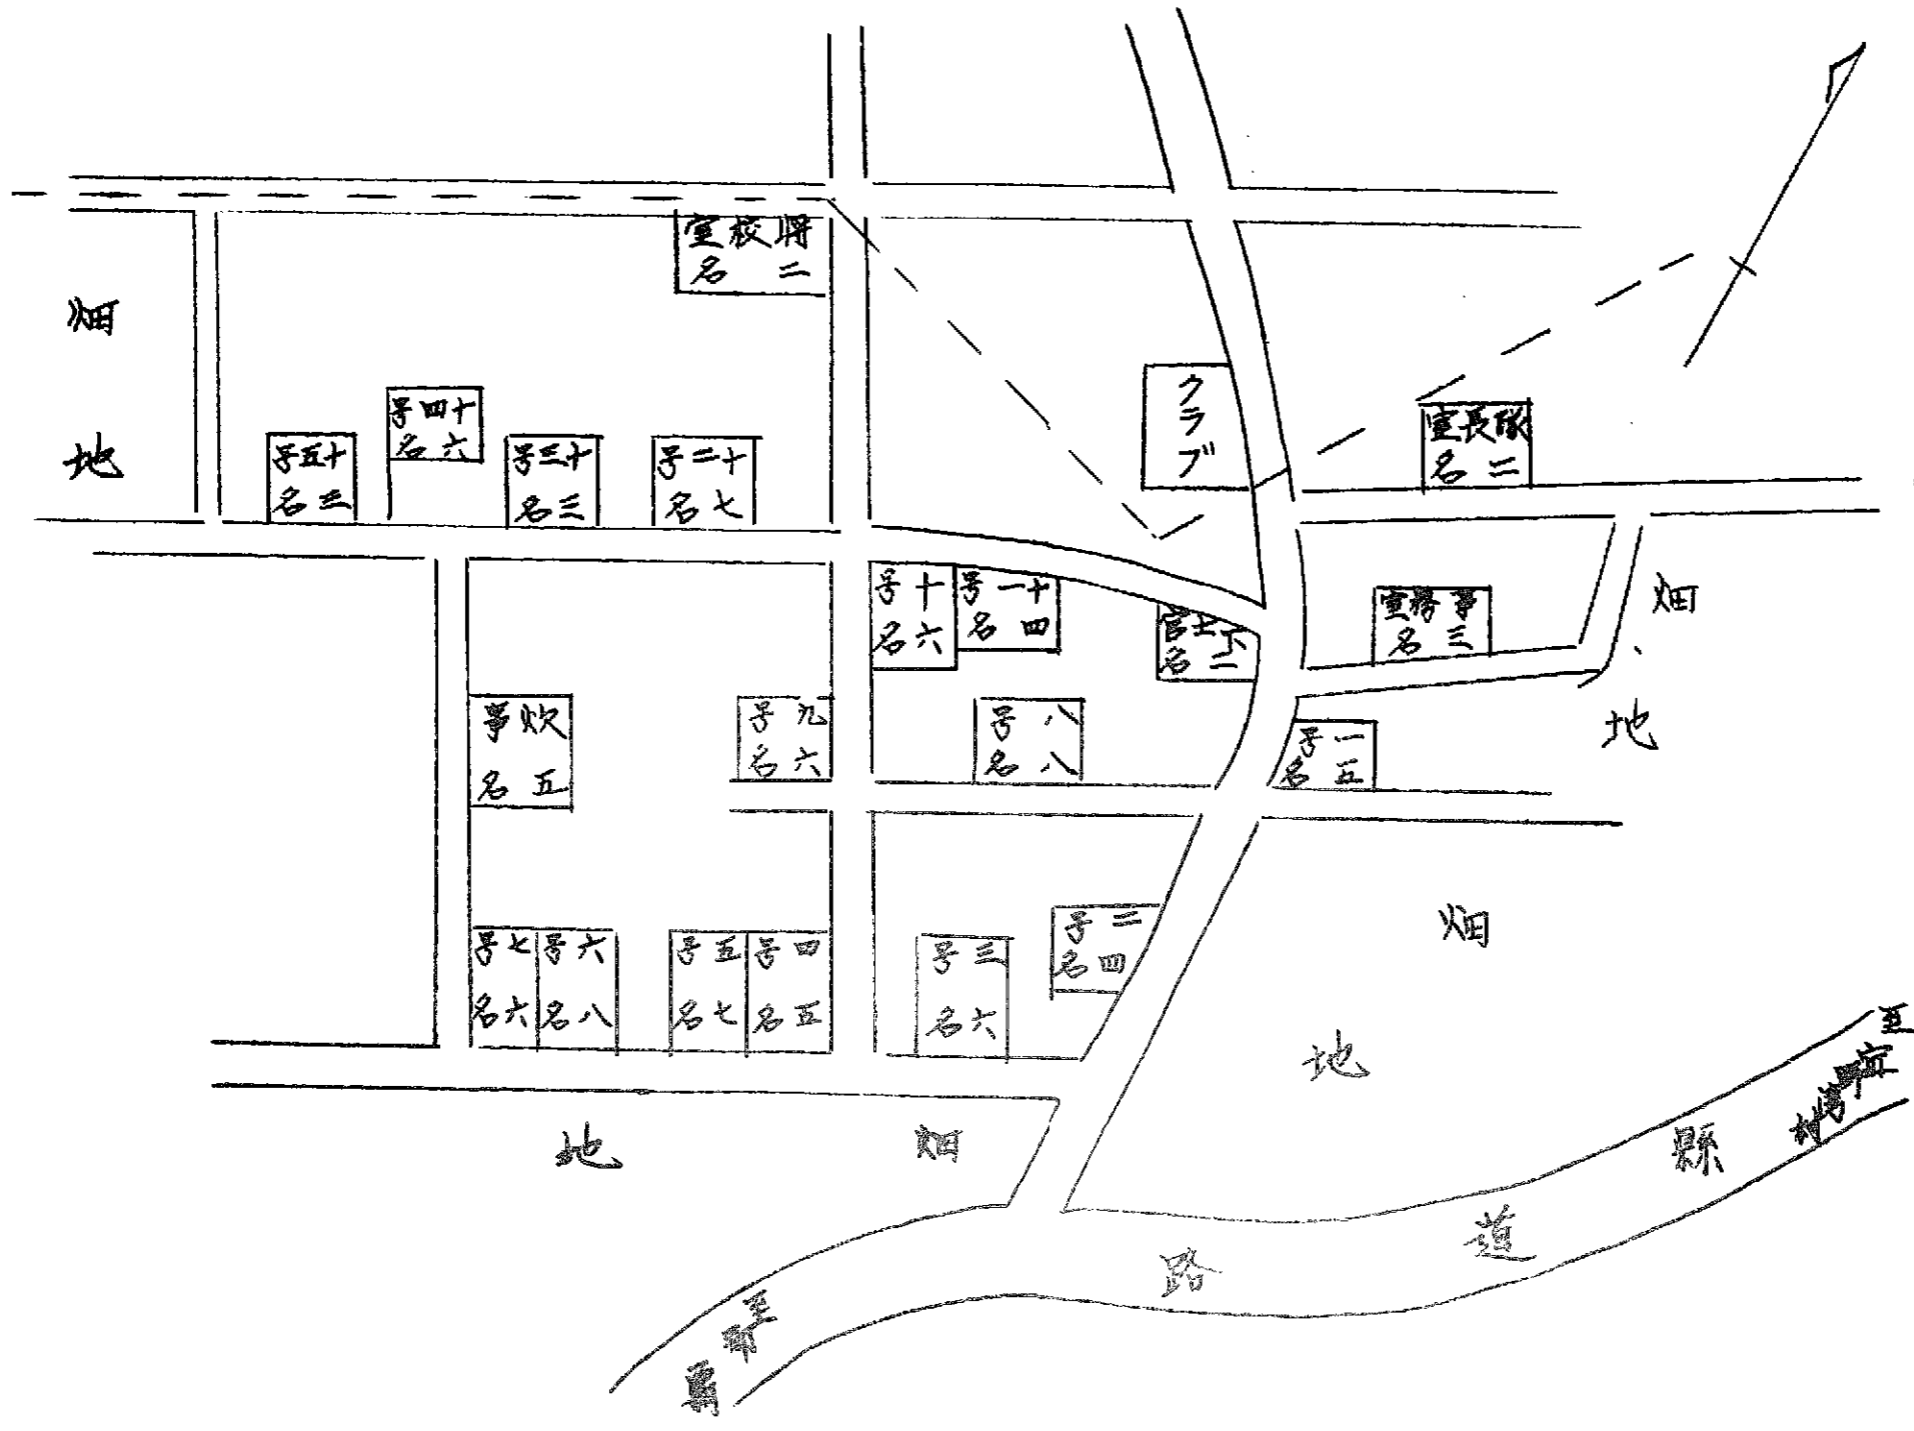 將校室
二名
畑地
十四号
六名
十五号
三名
十三号
三名
十二号
七名
クラブ
隊長室
二名
十号
六名
十一号
四名
下士官
二名
事務室
三名
畑地
炊事
五名
九号
六名
八号
八名
一号
五名
七号
六名
六号
八名
五号
七名
四号
五名
三号
六名
二号
四名
畑地
畑地
縣道路
至
至那覇